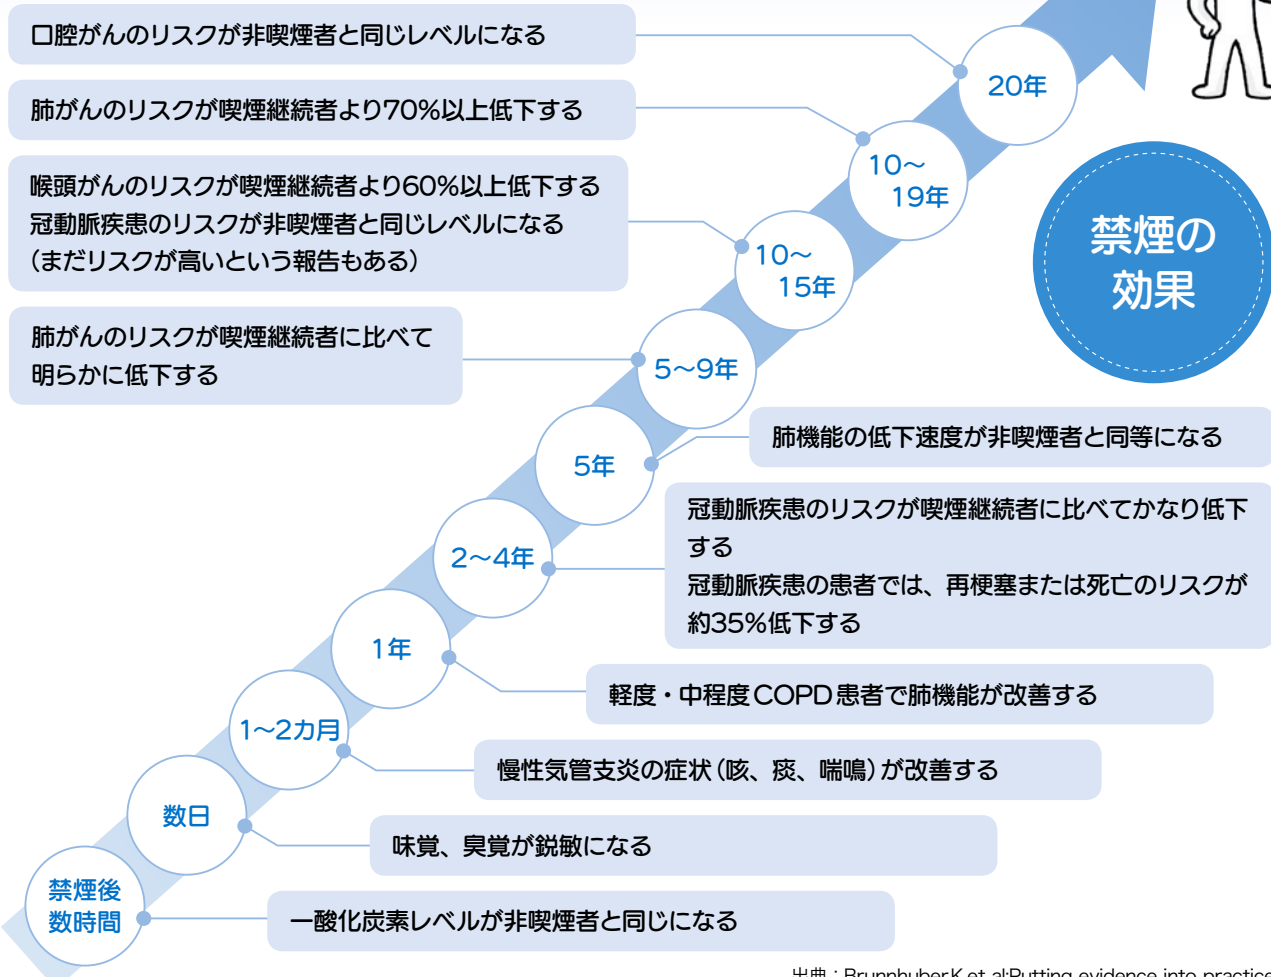 口腔がんのリスクが非喫煙者と同じレベルになる
20年
肺がんのリスクが喫煙継続者より70%以上低下する
10〜
19年
喉頭がんのリスクが喫煙継続者より60%以上低下する
冠動脈疾患のリスクが非喫煙者と同じレベルになる
(まだリスクが高いという報告もある)
10〜
15年
禁煙の
効果
肺がんのリスクが喫煙継続者に比べて
明らかに低下する
5〜9年
5年
肺機能の低下速度が非喫煙者と同等になる
2〜4年
冠動脈疾患のリスクが喫煙継続者に比べてかなり低下
する
冠動脈疾患の患者では、再梗塞または死亡のリスクが
約35%低下する
1年
軽度・中程度COPD患者で肺機能が改善する
1〜2カ月
慢性気管支炎の症状(咳、痰、喘鳴)が改善する
数日
味覚、臭覚が鋭敏になる
禁煙後
数時間
一酸化炭素レベルが非喫煙者と同じになる
出典:Brunnhuber.K.et al:Putting evidence into practice